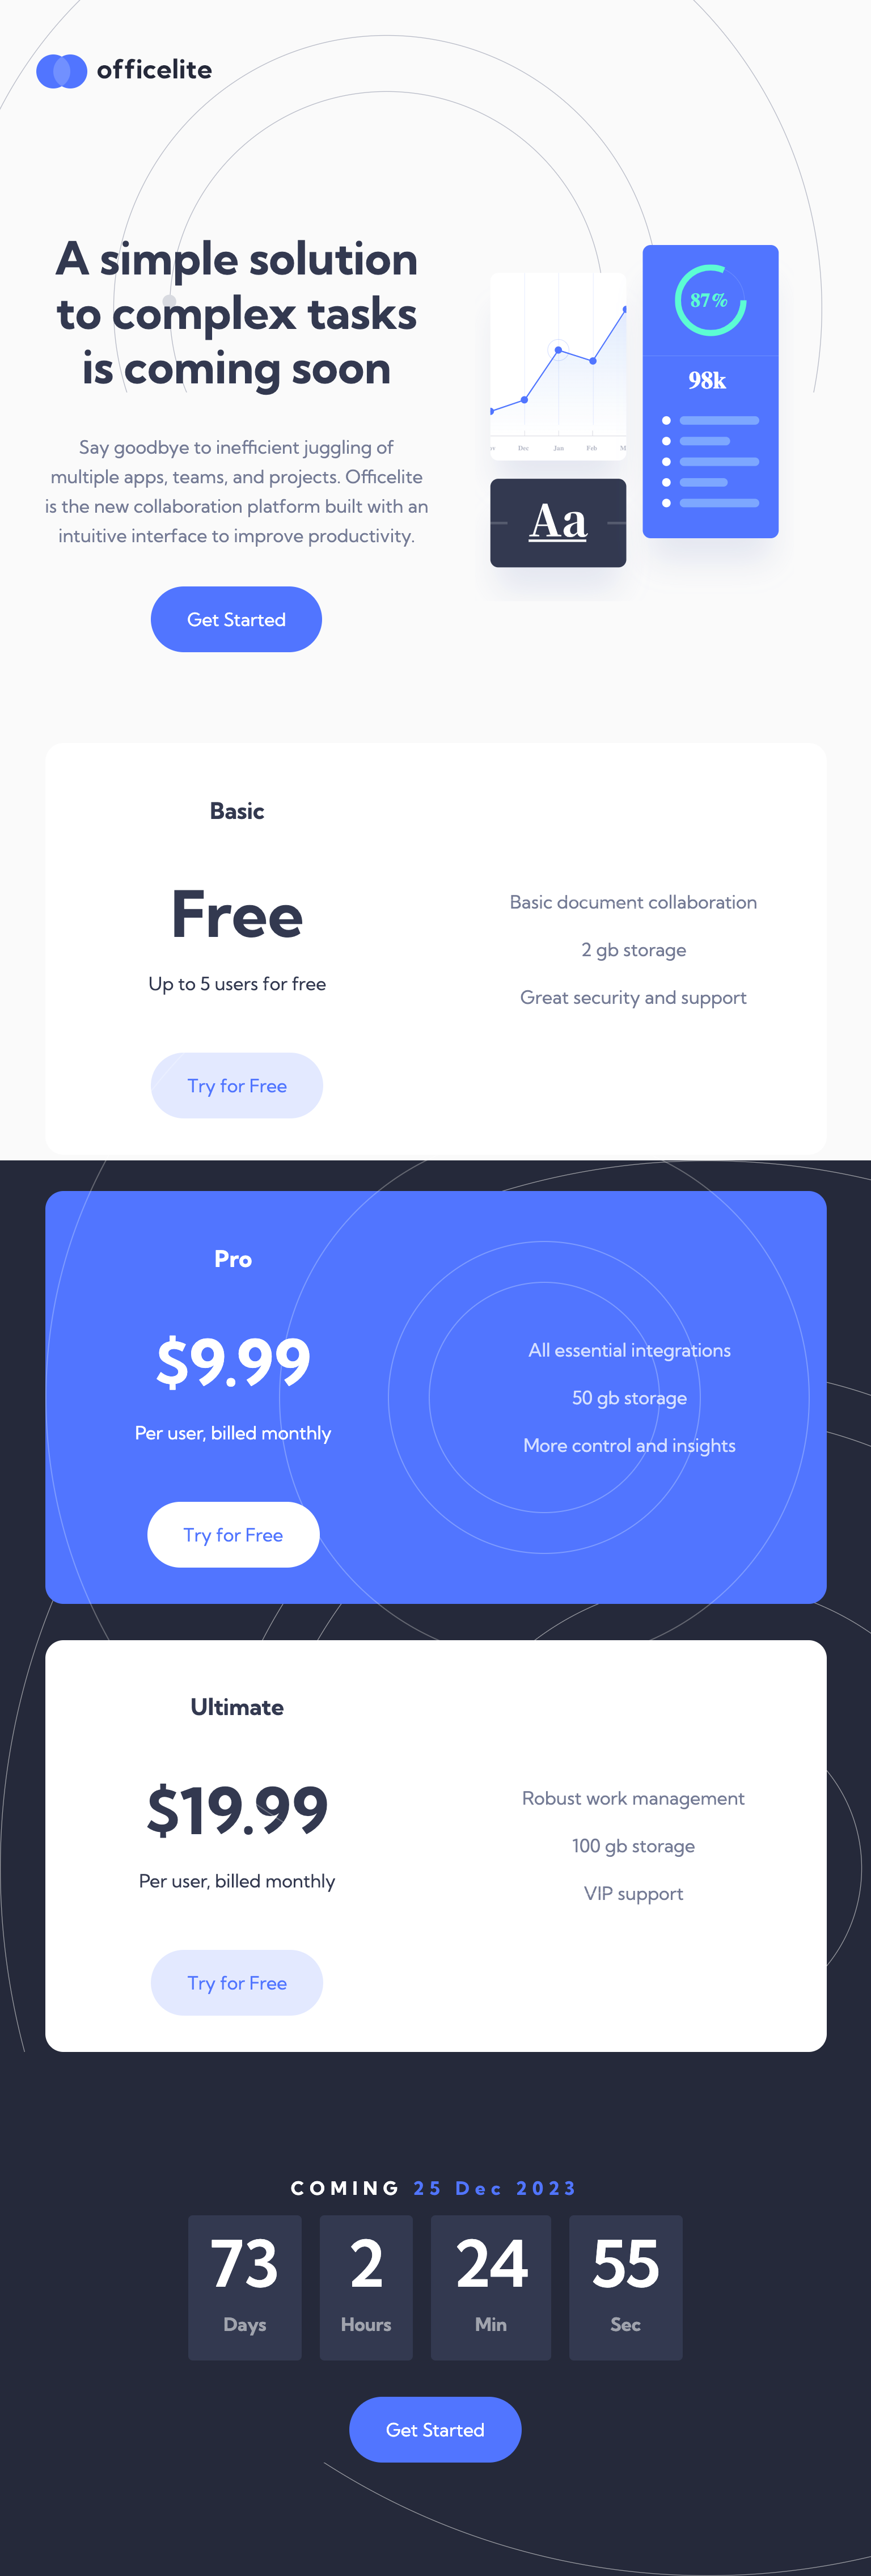 officelite
A simple solution
to complex tasks
is coming soon
Say goodbye to inefficient juggling of
multiple apps, teams, and projects. Officelite
is the new collaboration platform built with an
intuitive interface to improve productivity.
Get Started
87%
98k
Dec Jan Feb
Aa
Basic
Free
Up to 5 users for free
Try for Free
Basic document collaboration
2 gb storage
Great security and support
Pro
$9.99
Per user, billed monthly
Try for Free
All essential integrations
50 gb storage
More control and insights
Ultimate
$19.99
Per user, billed monthly
Try for Free
Robust work management
100 gb storage
VIP support
COMING 25 Dec 2023
73 2 24 55
Days Hours Min Sec
Get Started